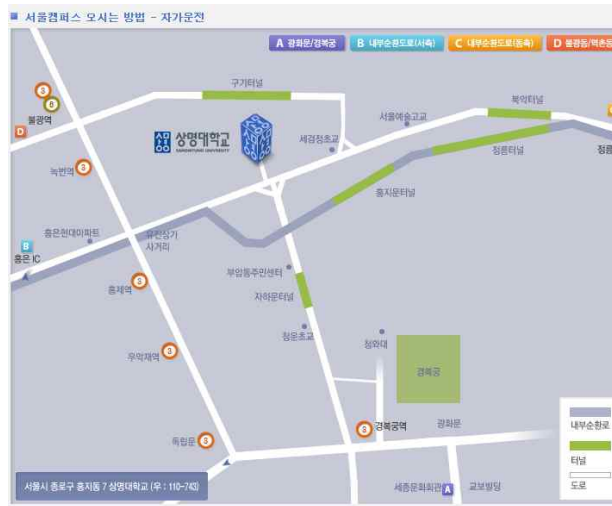 서울캠퍼스 오시는 방법 - 자가운전
A 광화문/경복궁
B 내부순환도로(서측)
C 내부순환도로(동측)
D 불광동/역촌동
구기터널
북악터널
3
6
불광역
D
서울예술고교
상명대학교
세검정초교
정릉터널
정릉
녹번역 3
홍지문터널
홍은현대아파트
유진상가
사거리
B
홍은 IC
부암동주민센터
홍제역 3
자하문터널
청운초교
청와대
무악재역 3
경복궁
3 경복궁역
광화문
독립문 3
내부순환로
터널
도로
서울시 종로구 홍지동 7 상명대학교 (우 : 110-743)
세종문화회관 A
교보빌딩